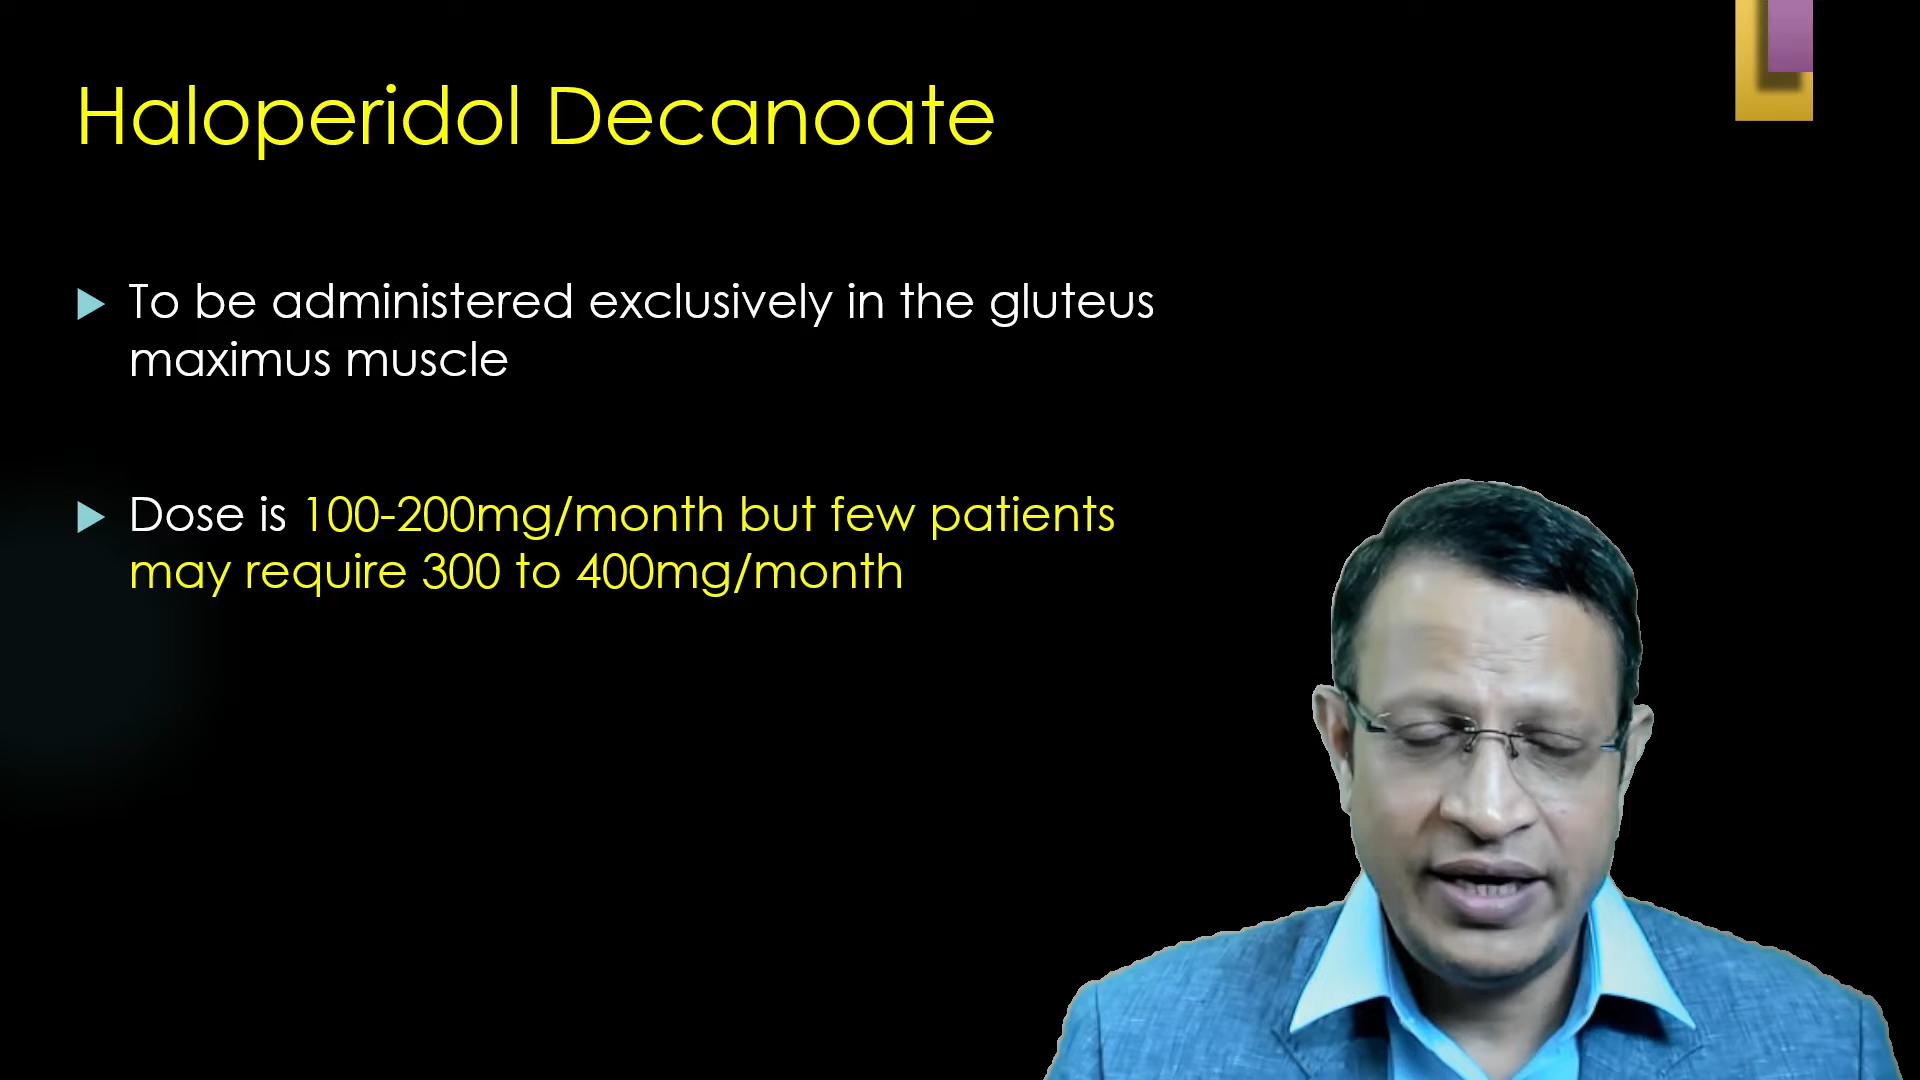 Haloperidol Decanoate
To be administered exclusively in the gluteus
maximus muscle
Dose is 100-200mg/month but few patients
may require 300 to 400mg/month